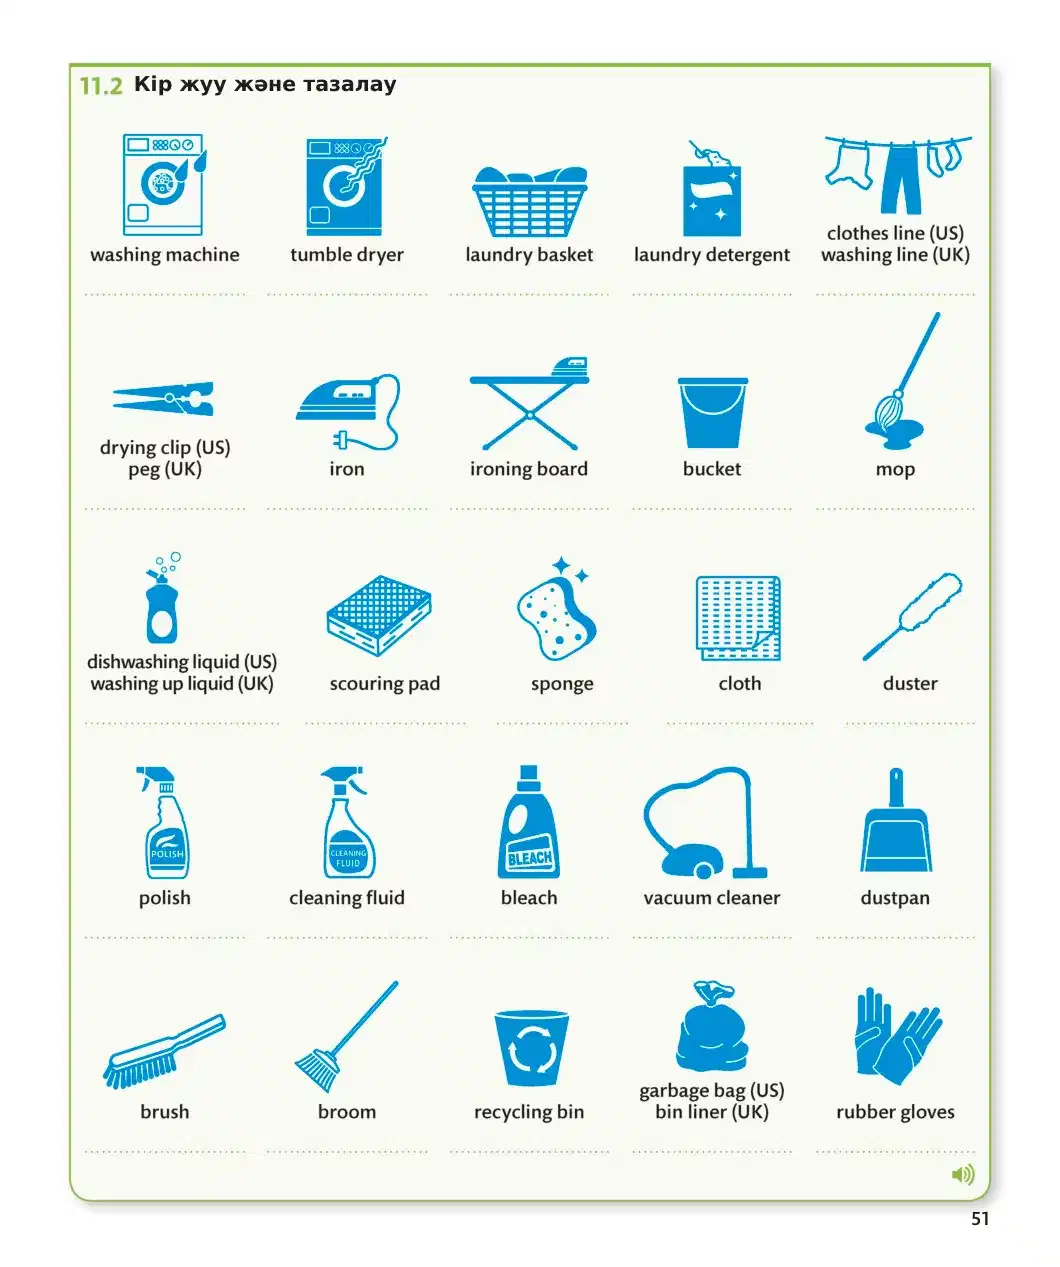 11.2 Кір жуу және тазалау
washing machine
tumble dryer
laundry basket
laundry detergent
clothes line (US)
washing line (UK)
drying clip (US)
peg (UK)
iron
ironing board
bucket
mop
dishwashing liquid (US)
washing up liquid (UK)
scouring pad
sponge
cloth
duster
POLISH
polish
CLEANING
FLUID
cleaning fluid
BLEACH
bleach
vacuum cleaner
dustpan
brush
broom
recycling bin
garbage bag (US)
bin liner (UK)
rubber gloves
51